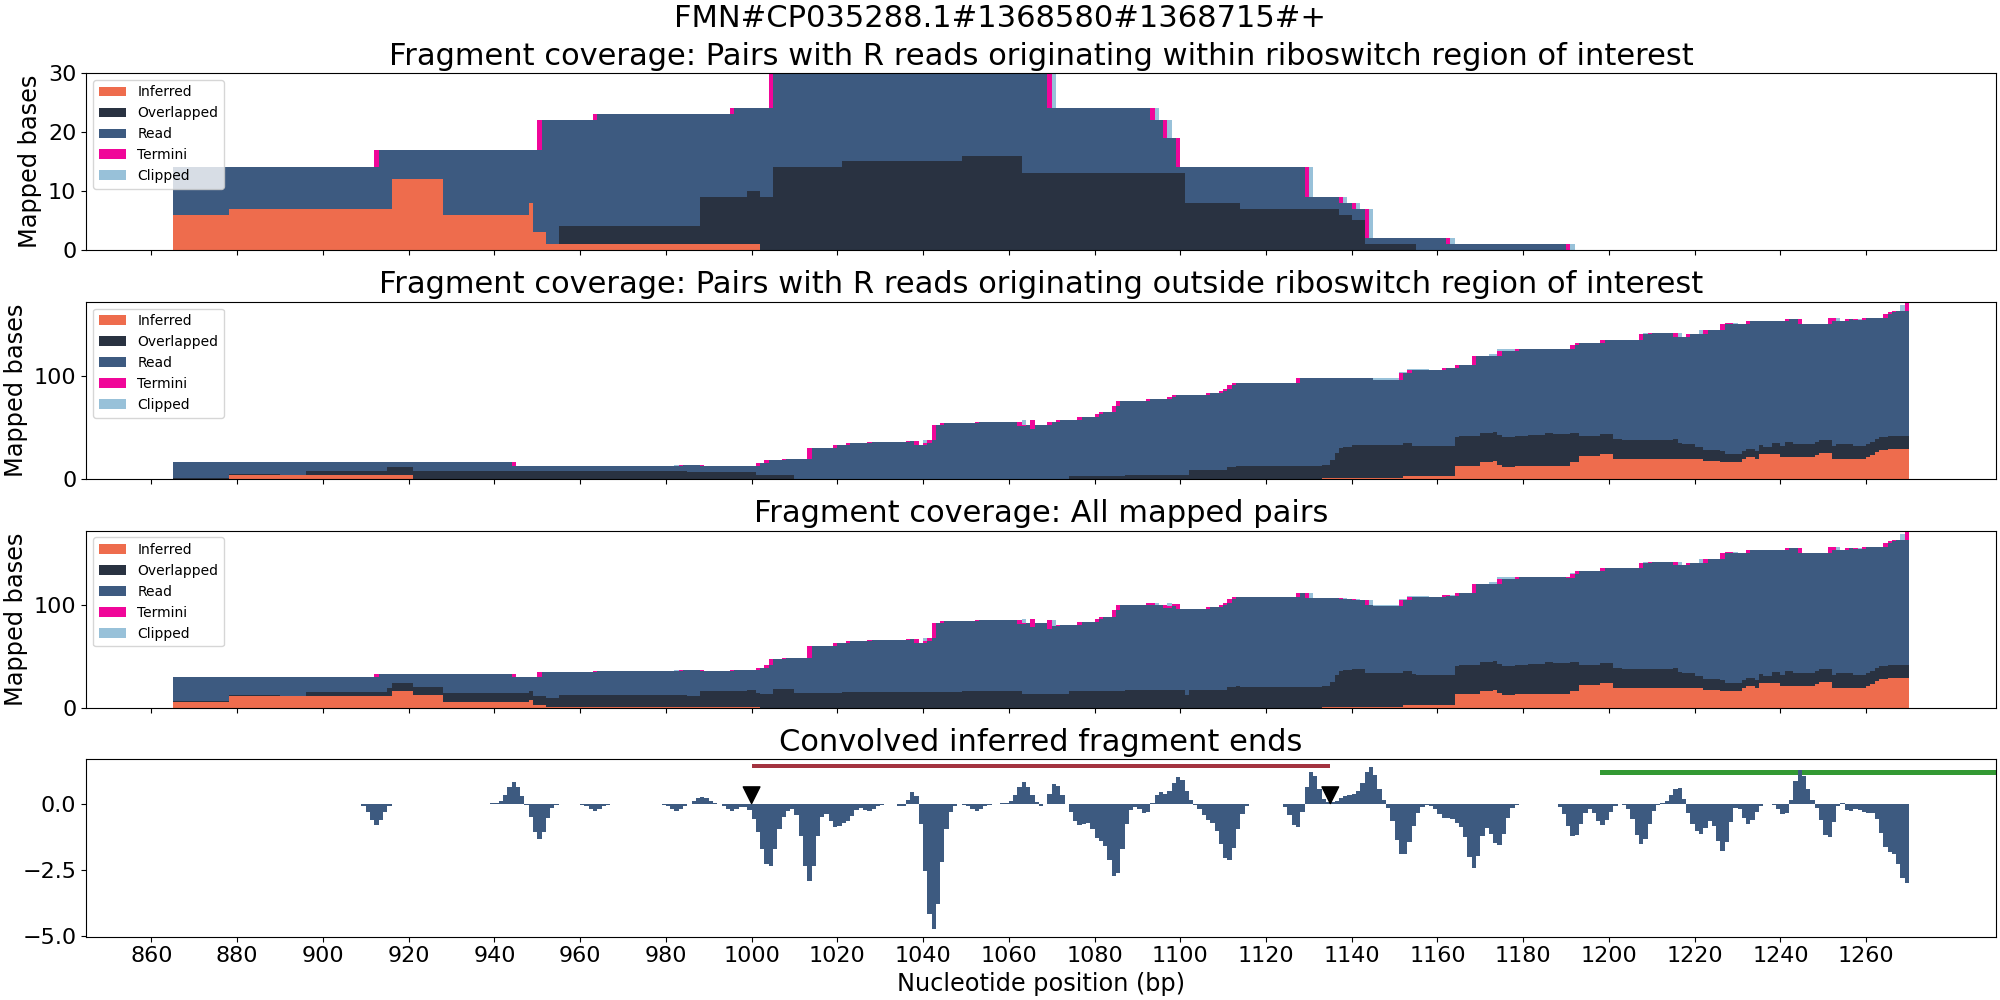 FMN#CP035288.1#1368580#1368715#+
Fragment coverage: Pairs with R reads originating within riboswitch region of interest
Mapped bases
30
20
10
0
Inferred
Overlapped
Read
Termini
Clipped
Fragment coverage: Pairs with R reads originating outside riboswitch region of interest
Mapped bases
100
0
Inferred
Overlapped
Read
Termini
Clipped
Fragment coverage: All mapped pairs
Mapped bases
100
0
Inferred
Overlapped
Read
Termini
Clipped
Convolved inferred fragment ends
0.0
−2.5
−5.0
860 880 900 920 940 960 980 1000 1020 1040 1060 1080 1100 1120 1140 1160 1180 1200 1220 1240 1260
Nucleotide position (bp)